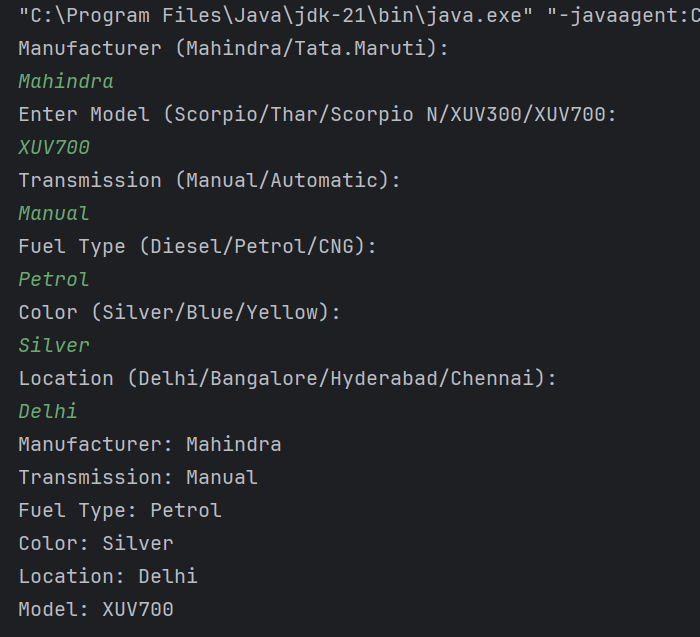 "C:\Program Files\Java\jdk-21\bin\java.exe" "-javaagent:C
Manufacturer (Mahindra/Tata.Maruti):
Mahindra
Enter Model (Scorpio/Thar/Scorpio N/XUV300/XUV700:
XUV700
Transmission (Manual/Automatic):
Manual
Fuel Type (Diesel/Petrol/CNG):
Petrol
Color (Silver/Blue/Yellow):
Silver
Location (Delhi/Bangalore/Hyderabad/Chennai):
Delhi
Manufacturer: Mahindra
Transmission: Manual
Fuel Type: Petrol
Color: Silver
Location: Delhi
Model: XUV700